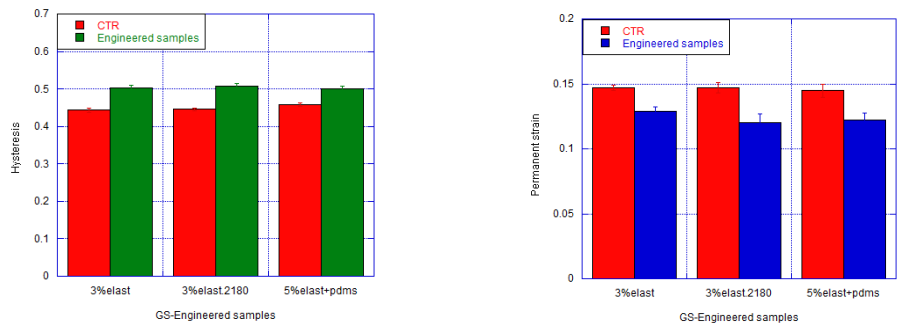 0.7
CTR
Engineered samples
0.6
0.5
0.4
0.3
0.2
0.1
0
Hysteresis
3%elast
3%elast.2180
5%elast+pdms
GS-Engineered samples
0.2
CTR
Engineered samples
0.15
0.1
0.05
0
Permanent strain
3%elast
3%elast.2180
5%elast+pdms
GS-Engineered samples